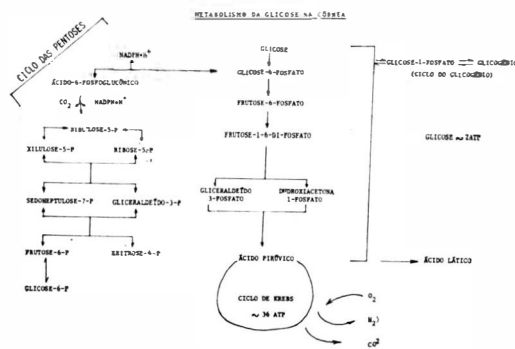 METABOLISMO DA GLICOSE NA CÓRNEA
CICLO DAS PENTOSES
NADPH+H⁺
ÁCIDO-6-FOSFOGLUCÔNICO
CO₂
NADPH+H⁺
RIBULOSE-5-P
XILULOSE-5-P
RIBOSE-5-P
SEDOHEPTULOSE-7-P
GLICERALDEÍDO-3-P
FRUTOSE-6-P
ERITROSE-6-P
GLICOSE-6-P
GLICOSE
GLICOSE-6-FOSFATO
FRUTOSE-6-FOSFATO
FRUTOSE-1-6-DI-FOSFATO
GLICERALDEÍDO
3-FOSFATO
DIDROXIACETONA
1-FOSFATO
ÁCIDO PIRÚVICO
CICLO DE KREBS
~ 36 ATP
O₂
CO²
GLICOSE-1-FOSFATO
GLICOGÊNIO
(CICLO DO GLICOGÊNIO)
GLICOSE ~ 2ATP
ÁCIDO LÁTICO